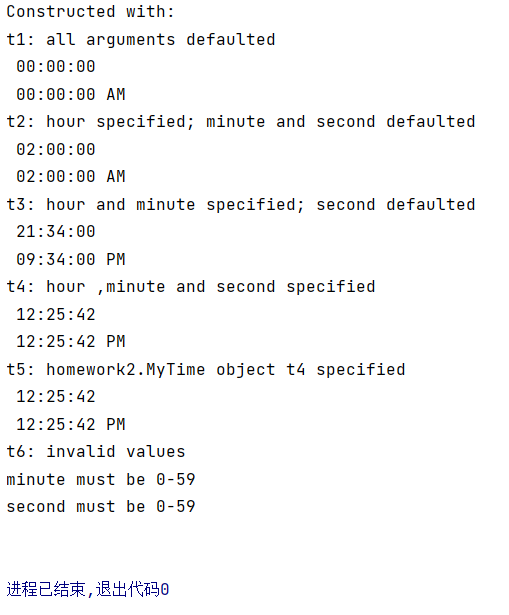 Constructed with:
t1: all arguments defaulted
 00:00:00
 00:00:00 AM
t2: hour specified; minute and second defaulted
 02:00:00
 02:00:00 AM
t3: hour and minute specified; second defaulted
 21:34:00
 09:34:00 PM
t4: hour ,minute and second specified
 12:25:42
 12:25:42 PM
t5: homework2.MyTime object t4 specified
 12:25:42
 12:25:42 PM
t6: invalid values
minute must be 0-59
second must be 0-59
进程已结束,退出代码0